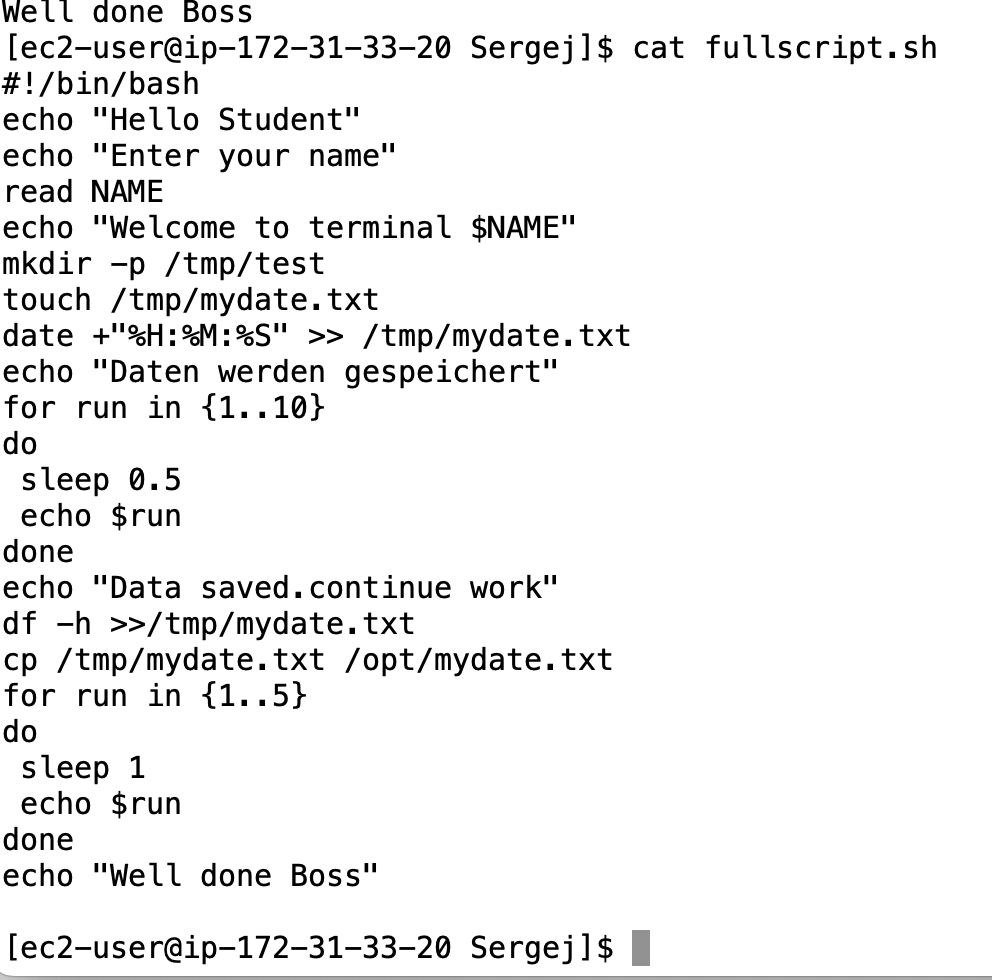 Well done Boss
[ec2-user@ip-172-31-33-20 Sergej]$ cat fullscript.sh
#!/bin/bash
echo "Hello Student"
echo "Enter your name"
read NAME
echo "Welcome to terminal $NAME"
mkdir -p /tmp/test
touch /tmp/mydate.txt
date +"%H:%M:%S" >> /tmp/mydate.txt
echo "Daten werden gespeichert"
for run in {1..10}
do
 sleep 0.5
 echo $run
done
echo "Data saved.continue work"
df -h >>/tmp/mydate.txt
cp /tmp/mydate.txt /opt/mydate.txt
for run in {1..5}
do
 sleep 1
 echo $run
done
echo "Well done Boss"

[ec2-user@ip-172-31-33-20 Sergej]$